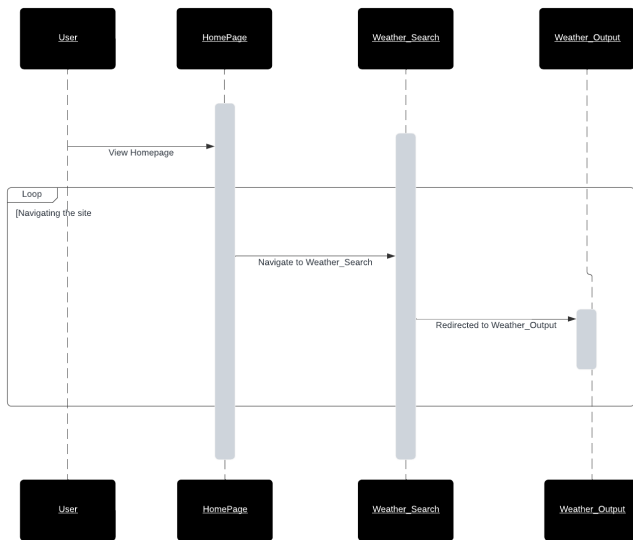 User
HomePage
Weather_Search
Weather_Output
View Homepage
Loop
[Navigating the site
Navigate to Weather_Search
Redirected to Weather_Output
User
HomePage
Weather_Search
Weather_Output